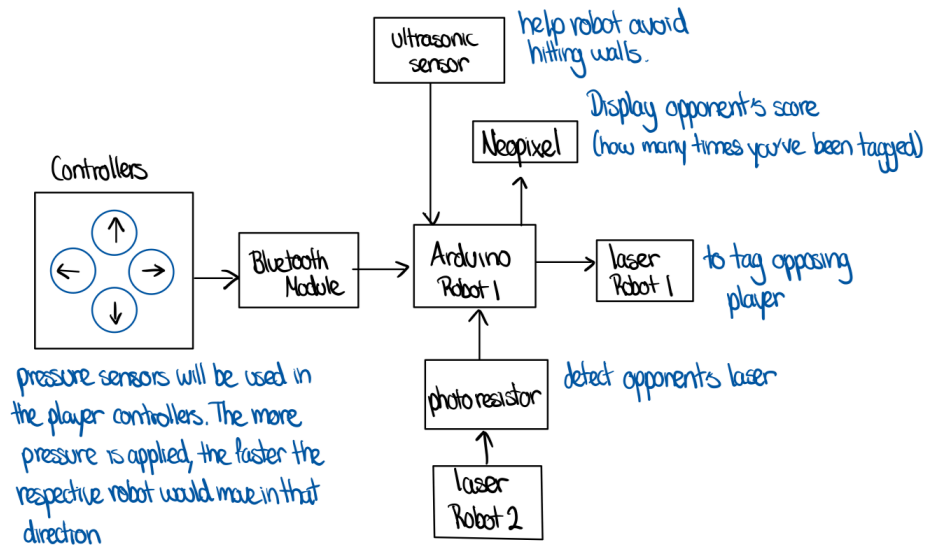 ultrasonic
sensor
help robot avoid
hitting walls.
Neopixel
Display opponent's score
(how many times you've been tagged)
Controllers
Bluetooth
Module
Arduino
Robot 1
laser
Robot 1
to tag opposing
player
pressure sensors will be used in
the player controllers. The more
pressure is applied, the faster the
respective robot would move in that
direction
photoresistor
detect opponent's laser
laser
Robot 2